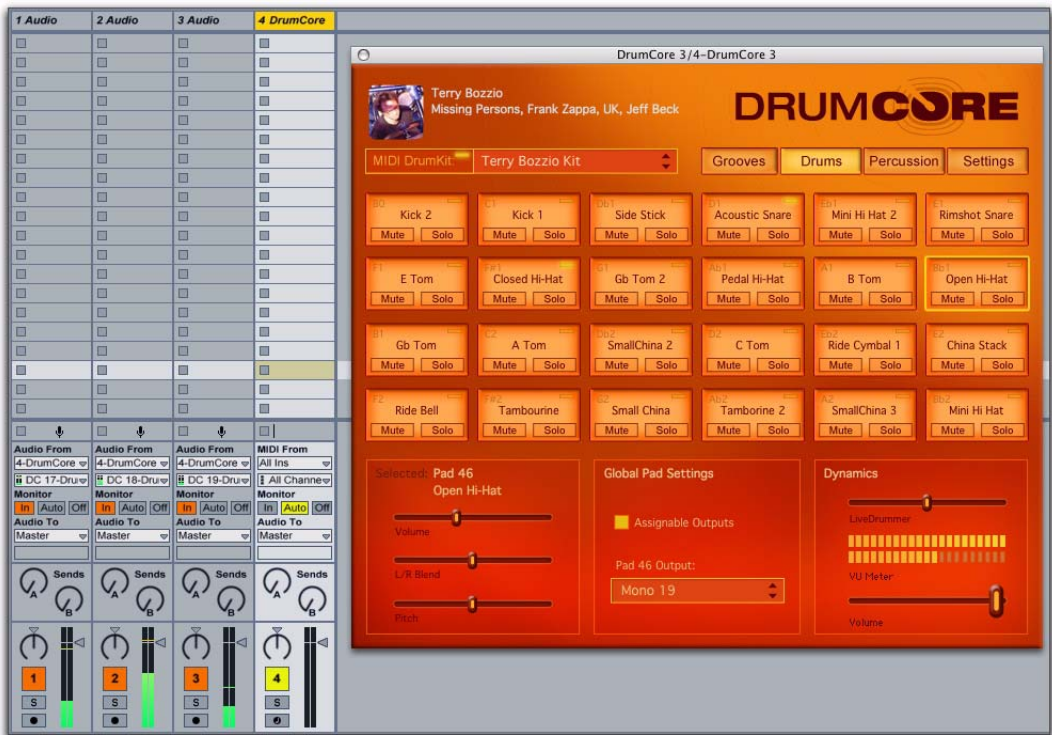 1 Audio
2 Audio
3 Audio
4 DrumCore
DrumCore 3/4-DrumCore 3
Terry Bozzio
Missing Persons, Frank Zappa, UK, Jeff Beck
DRUMCORE
MIDI DrumKit:
Terry Bozzio Kit
Grooves
Drums
Percussion
Settings
B0 C1 Db1 D1 Eb1 E1
Kick 2 Kick 1 Side Stick Acoustic Snare Mini Hi Hat 2 Rimshot Snare
Mute Solo Mute Solo Mute Solo Mute Solo Mute Solo Mute Solo
F1 F#1 G1 Ab1 A1 Bb1
E Tom Closed Hi-Hat Gb Tom 2 Pedal Hi-Hat B Tom Open Hi-Hat
Mute Solo Mute Solo Mute Solo Mute Solo Mute Solo Mute Solo
B1 C2 Db2 D2 Eb2 E2
Gb Tom A Tom SmallChina 2 C Tom Ride Cymbal 1 China Stack
Mute Solo Mute Solo Mute Solo Mute Solo Mute Solo Mute Solo
F2 F#2 G2 Ab2 A2 Bb2
Ride Bell Tambourine Small China Tamborine 2 SmallChina 3 Mini Hi Hat
Mute Solo Mute Solo Mute Solo Mute Solo Mute Solo Mute Solo
Selected: Pad 46
Open Hi-Hat
Volume
L/R Blend
Pitch
Global Pad Settings
Assignable Outputs
Pad 46 Output:
Mono 19
Dynamics
LiveDrummer
VU Meter
Volume
Audio From Audio From Audio From MIDI From
4-DrumCore 4-DrumCore 4-DrumCore All Ins
DC 17-Dru DC 18-Dru DC 19-Dru All Channe
Monitor Monitor Monitor Monitor
In Auto Off In Auto Off In Auto Off In Auto Off
Audio To Audio To Audio To Audio To
Master Master Master Master
Sends Sends Sends Sends
A A A A
B B B B
1 2 3 4
S S S S